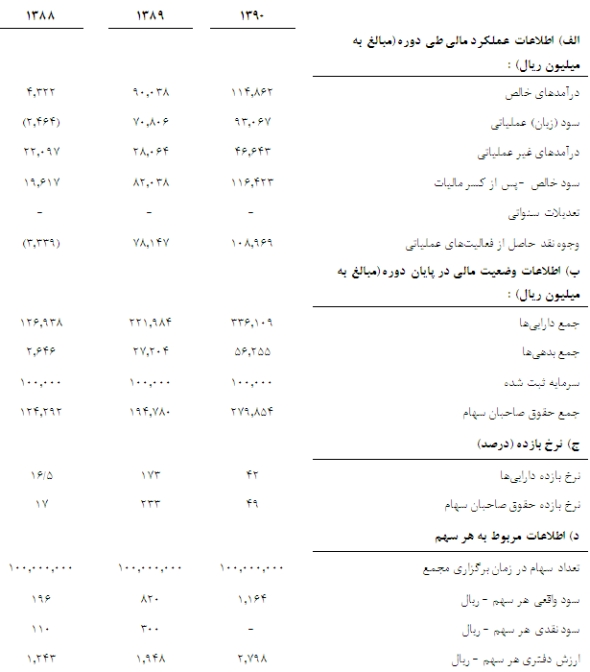 ۱۳۹۰ ۱۳۸۹ ۱۳۸۸
الف) اطلاعات عملکرد مالی طی دوره (مبالغ به
میلیون ریال) :
درآمدهای خالص ۱۱۴,۸۶۲ ۹۰,۰۳۸ ۴,۳۲۲
سود (زیان) عملیاتی ۹۳,۰۶۷ ۷۰,۸۰۶ (۲,۴۶۴)
درآمدهای غیر عملیاتی ۴۶,۶۴۳ ۲۸,۰۶۴ ۲۲,۰۹۷
سود خالص - پس از کسر مالیات ۱۱۶,۴۲۳ ۸۲,۰۳۸ ۱۹,۶۱۷
تعدیلات سنواتی - - -
وجوه نقد حاصل از فعالیت‌های عملیاتی ۱۰۸,۹۶۹ ۷۸,۱۴۷ (۳,۳۳۹)
ب) اطلاعات وضعیت مالی در پایان دوره (مبالغ به
میلیون ریال) :
جمع دارایی‌ها ۳۳۶,۱۰۹ ۲۲۱,۹۸۴ ۱۲۶,۹۳۸
جمع بدهی‌ها ۵۶,۲۵۵ ۲۷,۲۰۴ ۲,۶۴۶
سرمایه ثبت شده ۱۰۰,۰۰۰ ۱۰۰,۰۰۰ ۱۰۰,۰۰۰
جمع حقوق صاحبان سهام ۲۷۹,۸۵۴ ۱۹۴,۷۸۰ ۱۲۴,۲۹۲
ج) نرخ بازده (درصد)
نرخ بازده دارایی‌ها ۴۲ ۱۷۳ ۱۶/۵
نرخ بازده حقوق صاحبان سهام ۴۹ ۲۳۳ ۱۷
د) اطلاعات مربوط به هر سهم
تعداد سهام در زمان برگزاری مجمع ۱۰۰,۰۰۰,۰۰۰ ۱۰۰,۰۰۰,۰۰۰ ۱۰۰,۰۰۰,۰۰۰
سود واقعی هر سهم - ریال ۱,۱۶۴ ۸۲۰ ۱۹۶
سود نقدی هر سهم - ریال - ۳۰۰ ۱۱۰
ارزش دفتری هر سهم - ریال ۲,۷۹۸ ۱,۹۴۸ ۱,۲۴۳